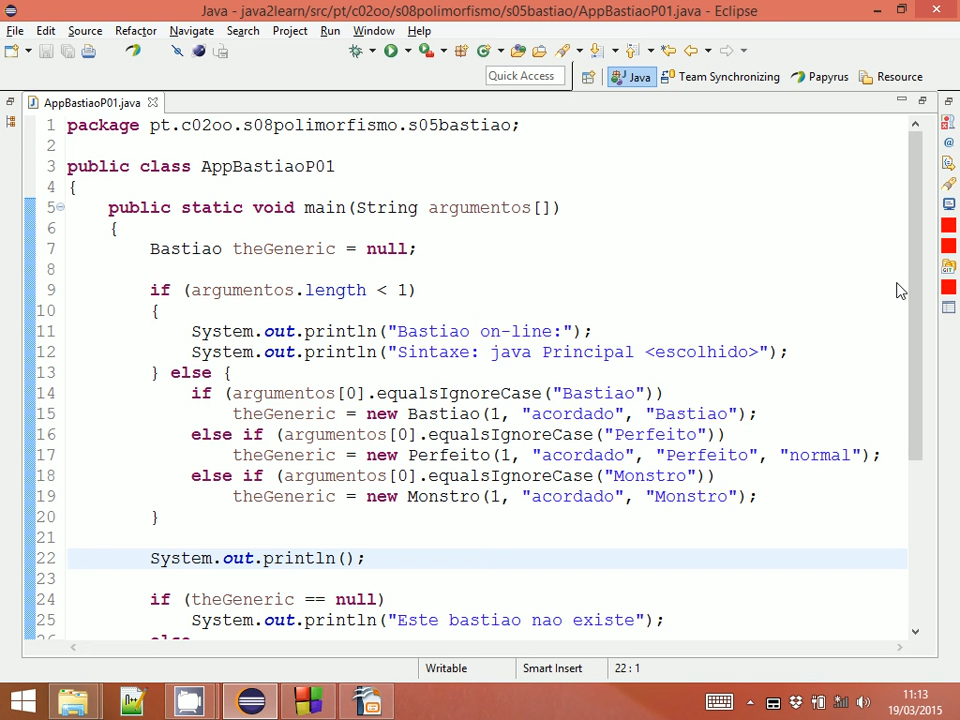 Java - java2learn/src/pt/c02oo/s08polimorfismo/s05bastiao/AppBastiaoP01.java - Eclipse
File Edit Source Refactor Navigate Search Project Run Window Help
Quick Access Java Team Synchronizing Papyrus Resource
AppBastiaoP01.java
1 package pt.c02oo.s08polimorfismo.s05bastiao;
2
3 public class AppBastiaoP01
4 {
5 public static void main(String argumentos[])
6 {
7 Bastiao theGeneric = null;
8
9 if (argumentos.length < 1)
10 {
11 System.out.println("Bastiao on-line:");
12 System.out.println("Sintaxe: java Principal <escolhido>");
13 } else {
14 if (argumentos[0].equalsIgnoreCase("Bastiao"))
15 theGeneric = new Bastiao(1, "acordado", "Bastiao");
16 else if (argumentos[0].equalsIgnoreCase("Perfeito"))
17 theGeneric = new Perfeito(1, "acordado", "Perfeito", "normal");
18 else if (argumentos[0].equalsIgnoreCase("Monstro"))
19 theGeneric = new Monstro(1, "acordado", "Monstro");
20 }
21
22 System.out.println();
23
24 if (theGeneric == null)
25 System.out.println("Este bastiao nao existe");
26 else
Writable Smart Insert 22 : 1
11:13
19/03/2015